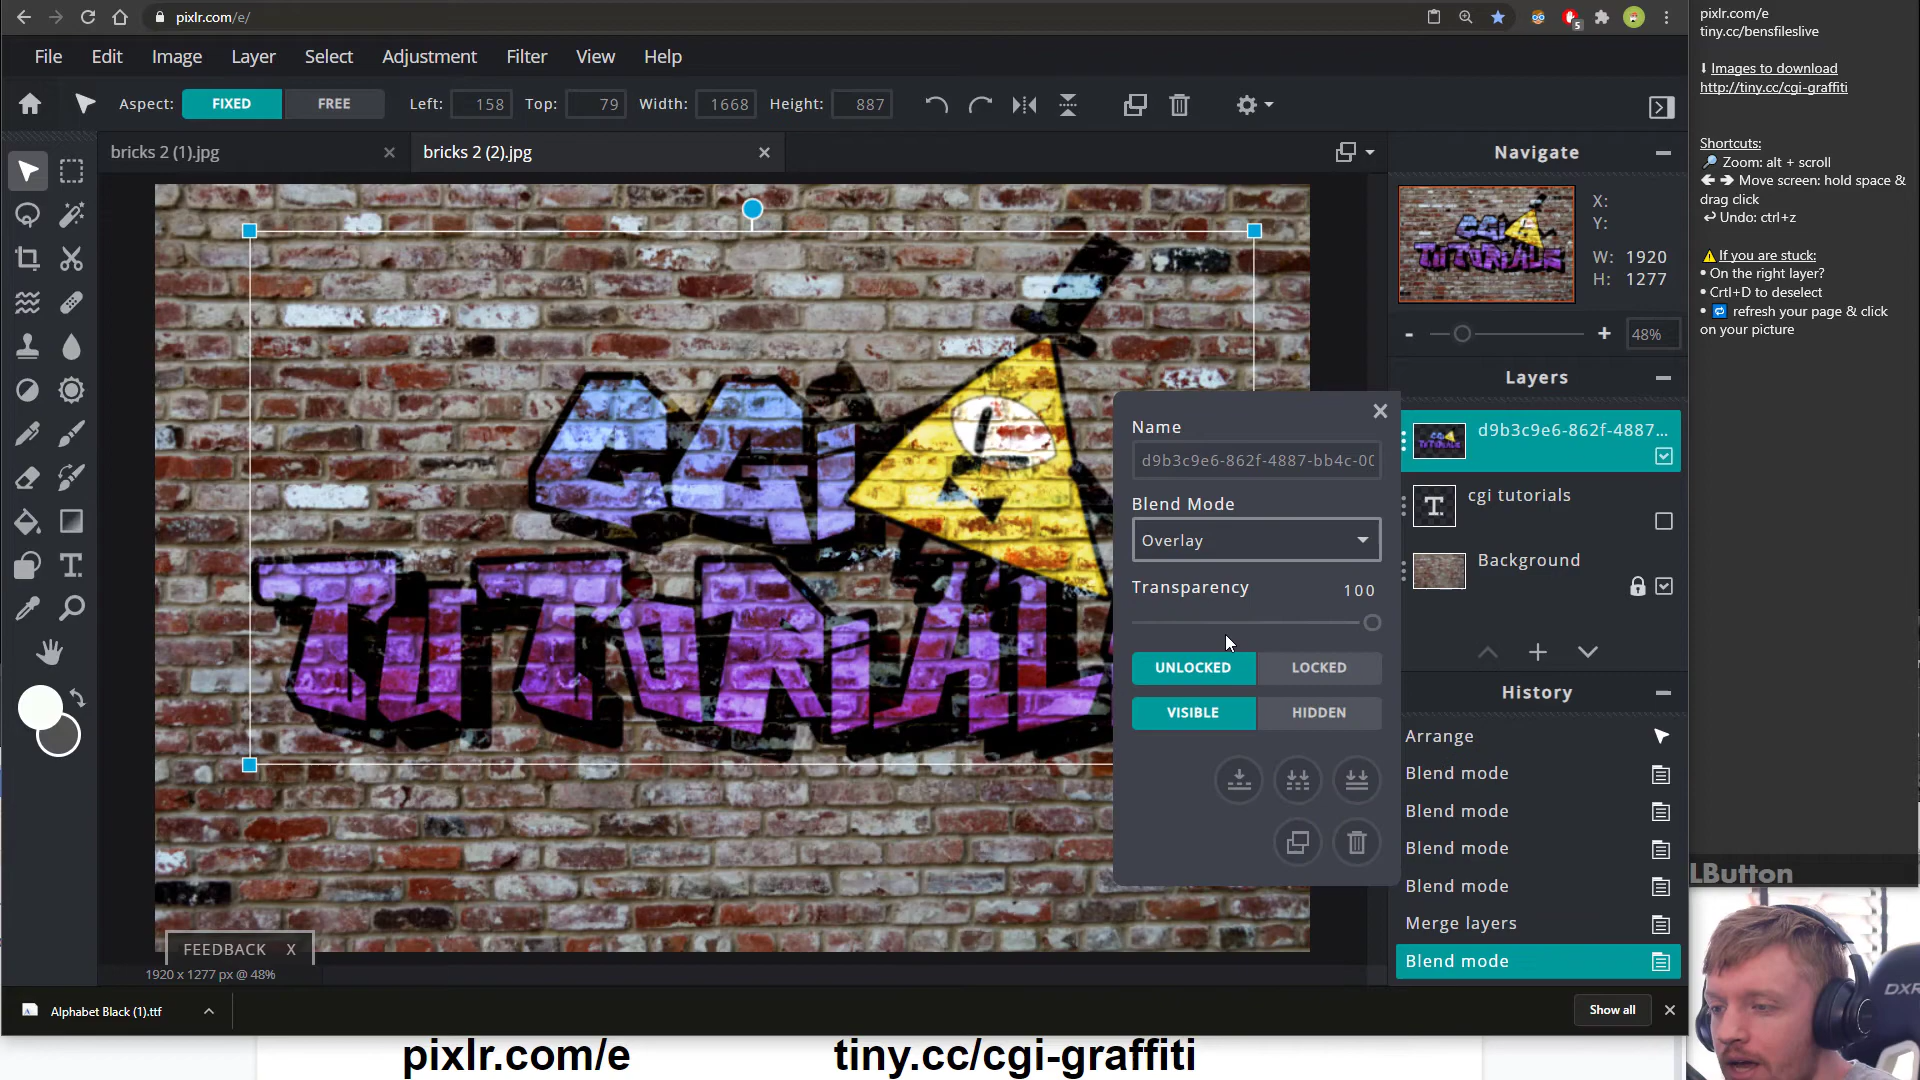 pixlr.com/e/
5
File Edit Image Layer Select Adjustment Filter View Help
Aspect: FIXED FREE Left: 158 Top: 79 Width: 1668 Height: 887
bricks 2 (1).jpg
bricks 2 (2).jpg
CGi
TUTORiALS
FEEDBACK X
1920 x 1277 px @ 48%
Name
d9b3c9e6-862f-4887-bb4c-0
Blend Mode
Overlay
Transparency 100
UNLOCKED LOCKED
VISIBLE HIDDEN
Navigate
X:
Y:
W: 1920
H: 1277
- + 48%
Layers
d9b3c9e6-862f-4887...
cgi tutorials
Background
History
Arrange
Blend mode
Blend mode
Blend mode
Blend mode
Merge layers
Blend mode
Alphabet Black (1).ttf
Show all
pixlr.com/e tiny.cc/cgi-graffiti
pixlr.com/e
tiny.cc/bensfileslive
Images to download
http://tiny.cc/cgi-graffiti
Shortcuts:
Zoom: alt + scroll
Move screen: hold space &
drag click
Undo: ctrl+z
If you are stuck:
• On the right layer?
• Crtl+D to deselect
• refresh your page & click
on your picture
LButton
DXR